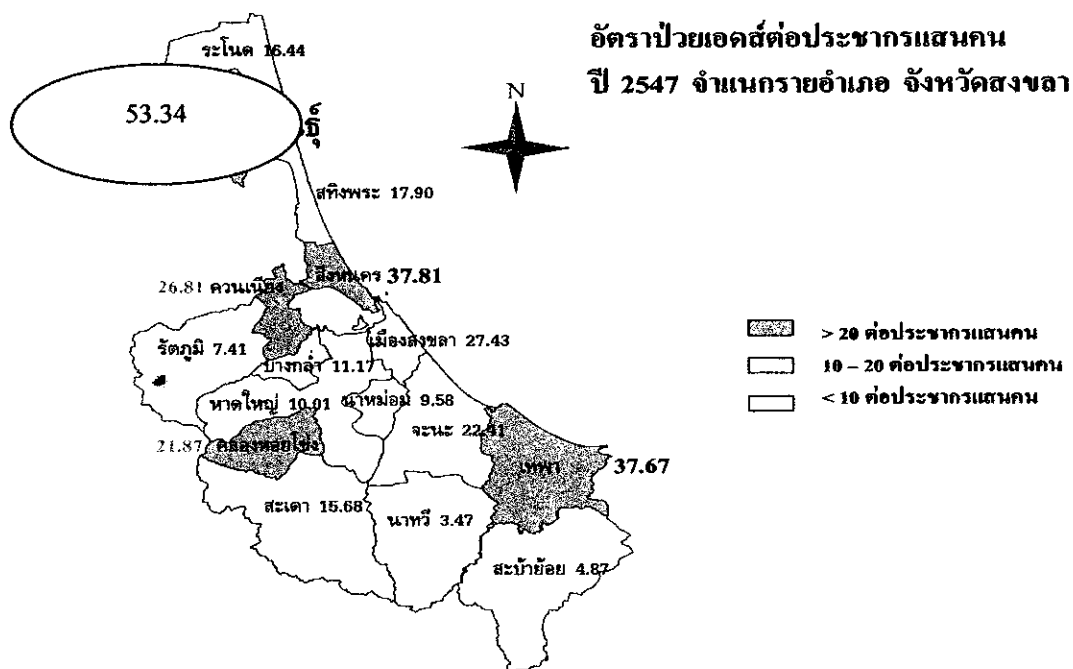 อัตราป่วยเอดส์ต่อประชากรแสนคน
ปี 2547 จำแนกรายอำเภอ จังหวัดสงขลา
N
ระโนด 16.44
53.34
สทิงพระ 17.90
สิงหนคร 37.81
26.81 ควนเนียง
เมืองสงขลา 27.43
รัตภูมิ 7.41
บางกล่ำ 11.17
หาดใหญ่ 10.01
นาหม่อม 9.58
จะนะ 22.41
21.87 คลองหอยโข่ง
เทพา 37.67
สะเดา 15.68
นาทวี 3.47
สะบ้าย้อย 4.87
> 20 ต่อประชากรแสนคน
10 – 20 ต่อประชากรแสนคน
< 10 ต่อประชากรแสนคน